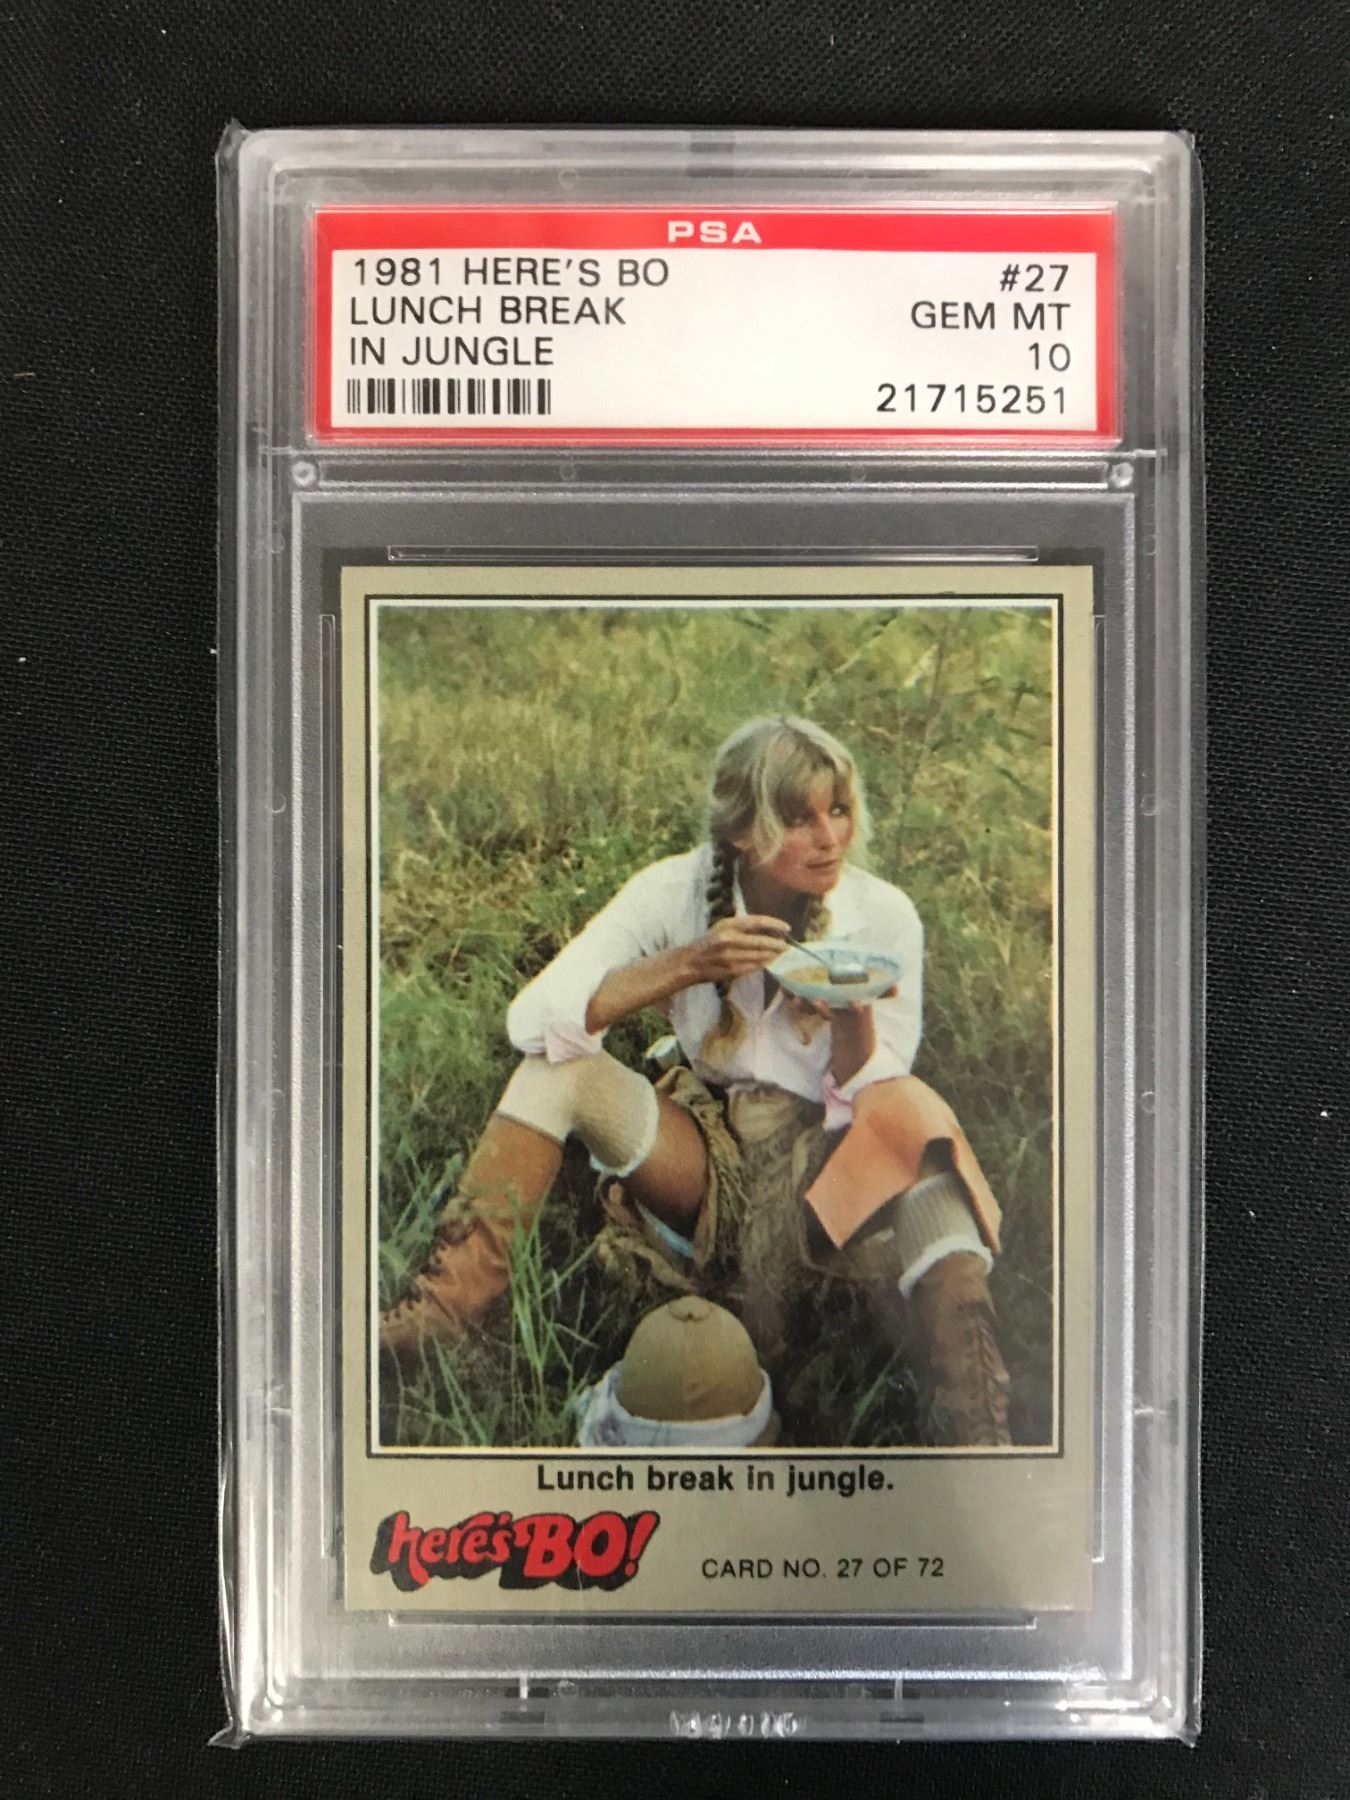 PSA
1981 HERE'S BO #27
LUNCH BREAK GEM MT
IN JUNGLE 10
21715251
Lunch break in jungle.
here's BO! CARD NO. 27 OF 72